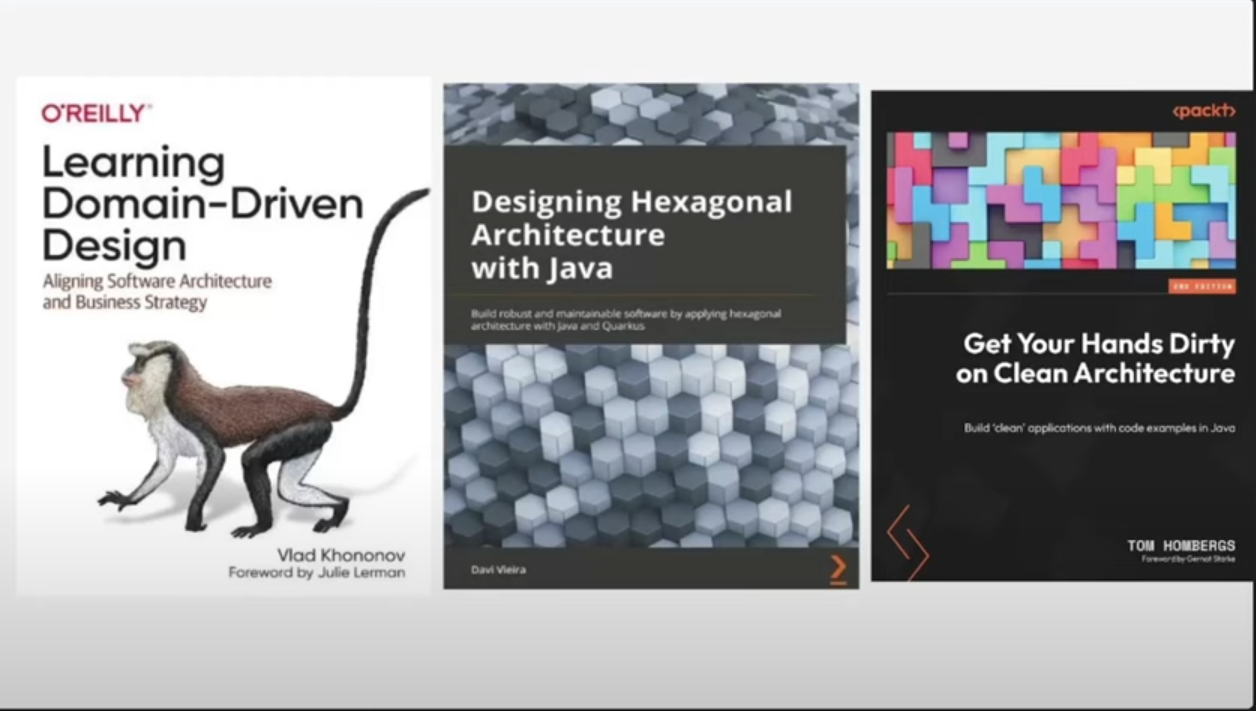 O'REILLY®
Learning
Domain-Driven
Design
Aligning Software Architecture
and Business Strategy
Vlad Khononov
Foreword by Julie Lerman
Designing Hexagonal
Architecture
with Java
Build robust and maintainable software by applying hexagonal
architecture with Java and Quarkus
Davi Vieira
<packt>
2ND EDITION
Get Your Hands Dirty
on Clean Architecture
Build 'clean' applications with code examples in Java
TOM HOMBERGS
Foreword by Gernot Starke